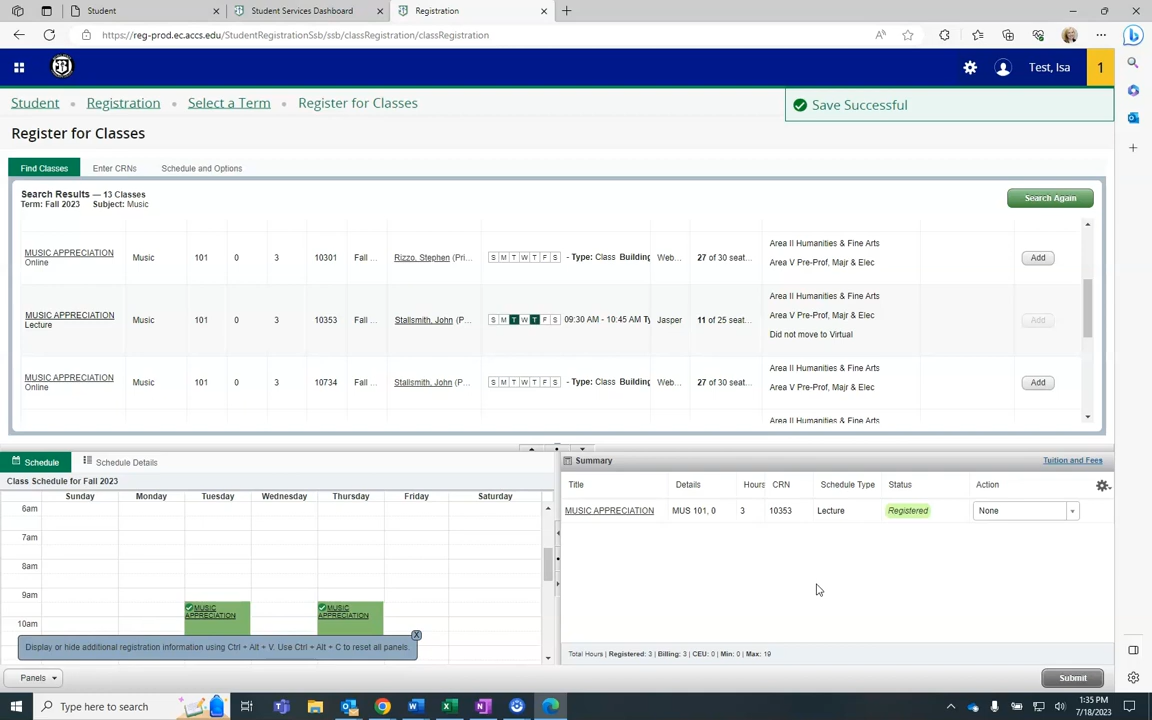 Student
Student Services Dashboard
Registration
https://reg-prod.ec.accs.edu/StudentRegistrationSsb/ssb/classRegistration/classRegistration
Test, Isa
1
Student • Registration • Select a Term • Register for Classes
Save Successful
Register for Classes
Find Classes Enter CRNs Schedule and Options
Search Results — 13 Classes
Term: Fall 2023 Subject: Music
Search Again
Area II Humanities & Fine Arts
MUSIC APPRECIATION
Online
Music 101 0 3 10301 Fall ... Rizzo, Stephen (Pri... S M T W T F S - Type: Class Building Web... 27 of 30 seat... Add
Area V Pre-Prof, Majr & Elec
Area II Humanities & Fine Arts
MUSIC APPRECIATION
Lecture
Music 101 0 3 10353 Fall ... Stallsmith, John (P... S M T W T F S 09:30 AM - 10:45 AM Ty Jasper 11 of 25 seat... Add
Area V Pre-Prof, Majr & Elec
Did not move to Virtual
Area II Humanities & Fine Arts
MUSIC APPRECIATION
Online
Music 101 0 3 10734 Fall ... Stallsmith, John (P... S M T W T F S - Type: Class Building Web... 27 of 30 seat... Add
Area V Pre-Prof, Majr & Elec
Area II Humanities & Fine Arts
Schedule Schedule Details
Class Schedule for Fall 2023
Sunday Monday Tuesday Wednesday Thursday Friday Saturday
6am
7am
8am
9am
10am
MUSIC APPRECIATION
MUSIC APPRECIATION
Display or hide additional registration information using Ctrl + Alt + V. Use Ctrl + Alt + C to reset all panels.
Summary
Tuition and Fees
Title Details Hours CRN Schedule Type Status Action
MUSIC APPRECIATION MUS 101, 0 3 10353 Lecture Registered None
Total Hours | Registered: 3 | Billing: 3 | CEU: 0 | Min: 0 | Max: 19
Panels
Submit
Type here to search
1:35 PM
7/18/2023